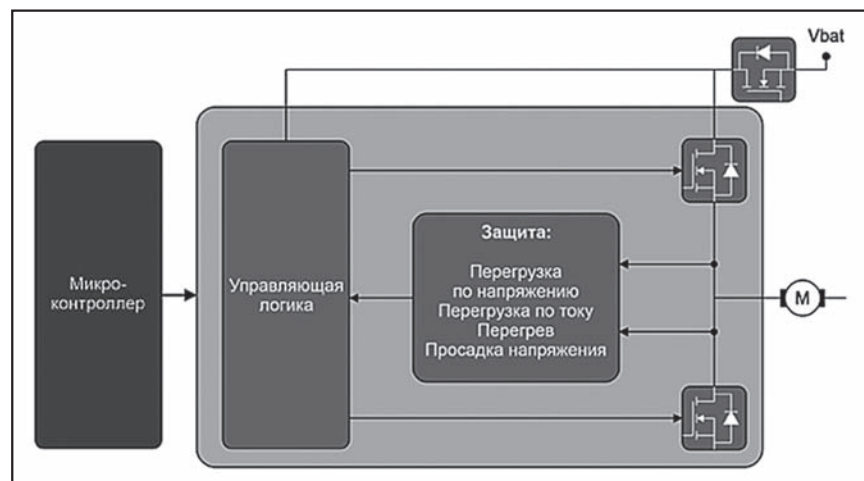 Vbat
Микро-
контроллер
Управляющая
логика
Защита:
Перегрузка
по напряжению
Перегрузка по току
Перегрев
Просадка напряжения
M